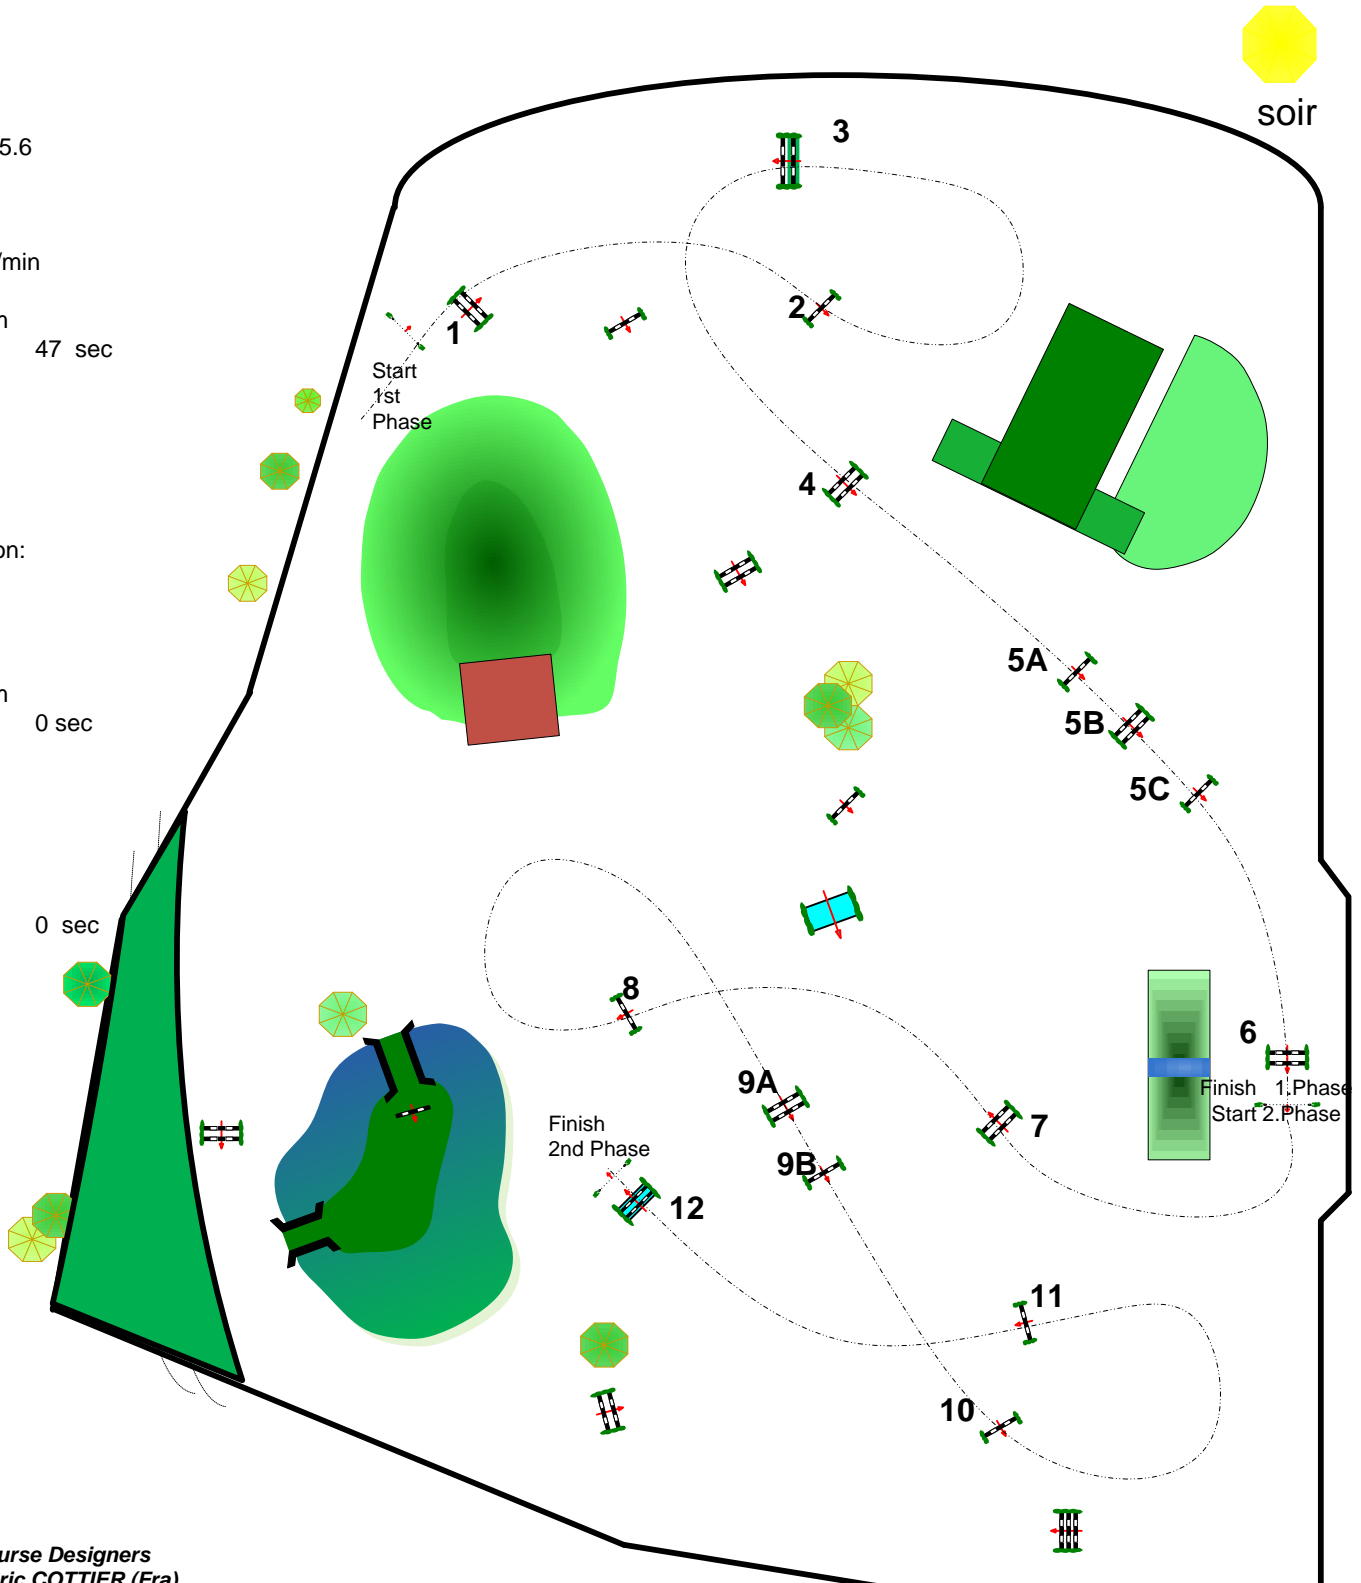 soir
3
5.6
/min
2
1
47 sec
Start
1st
Phase
4
on:
5A
0 sec
5B
5C
0 sec
8
6
9A
Finish 1.Phase
Start 2.Phase
Finish
2nd Phase
7
9B
12
11
10
urse Designers
ric COTTIER (Fra)